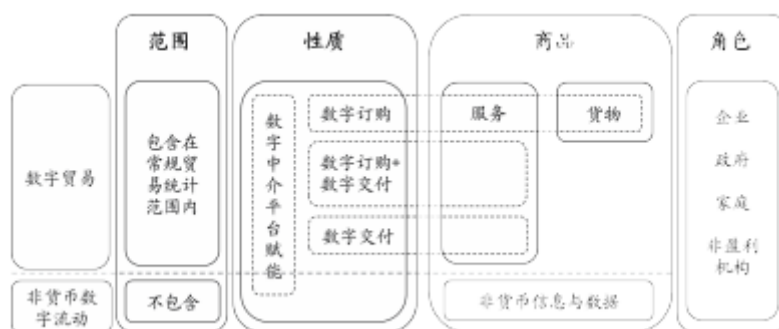 范围
性质
商品
角色
数字贸易
包含在
常规贸
易统计
范围内
数字中介平台赋能
数字订购
数字订购+
数字交付
数字交付
服务
货物
企业
政府
家庭
非盈利
机构
非货币数
字流动
不包含
非货币信息与数据